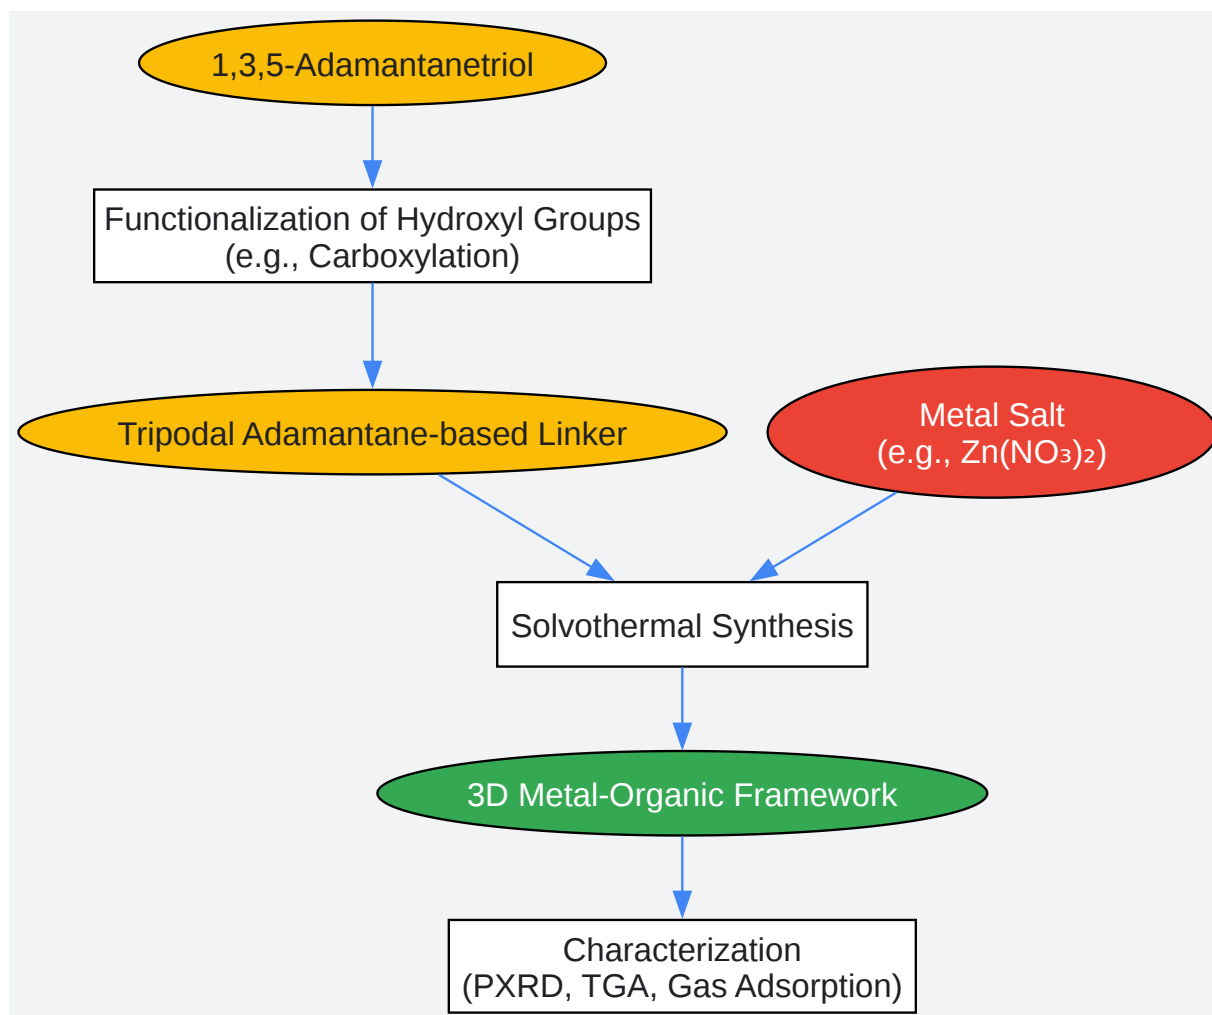 1,3,5-Adamantanetriol
Functionalization of Hydroxyl Groups
(e.g., Carboxylation)
Tripodal Adamantane-based Linker
Metal Salt
(e.g., Zn(NO₃)₂)
Solvothermal Synthesis
3D Metal-Organic Framework
Characterization
(PXRD, TGA, Gas Adsorption)